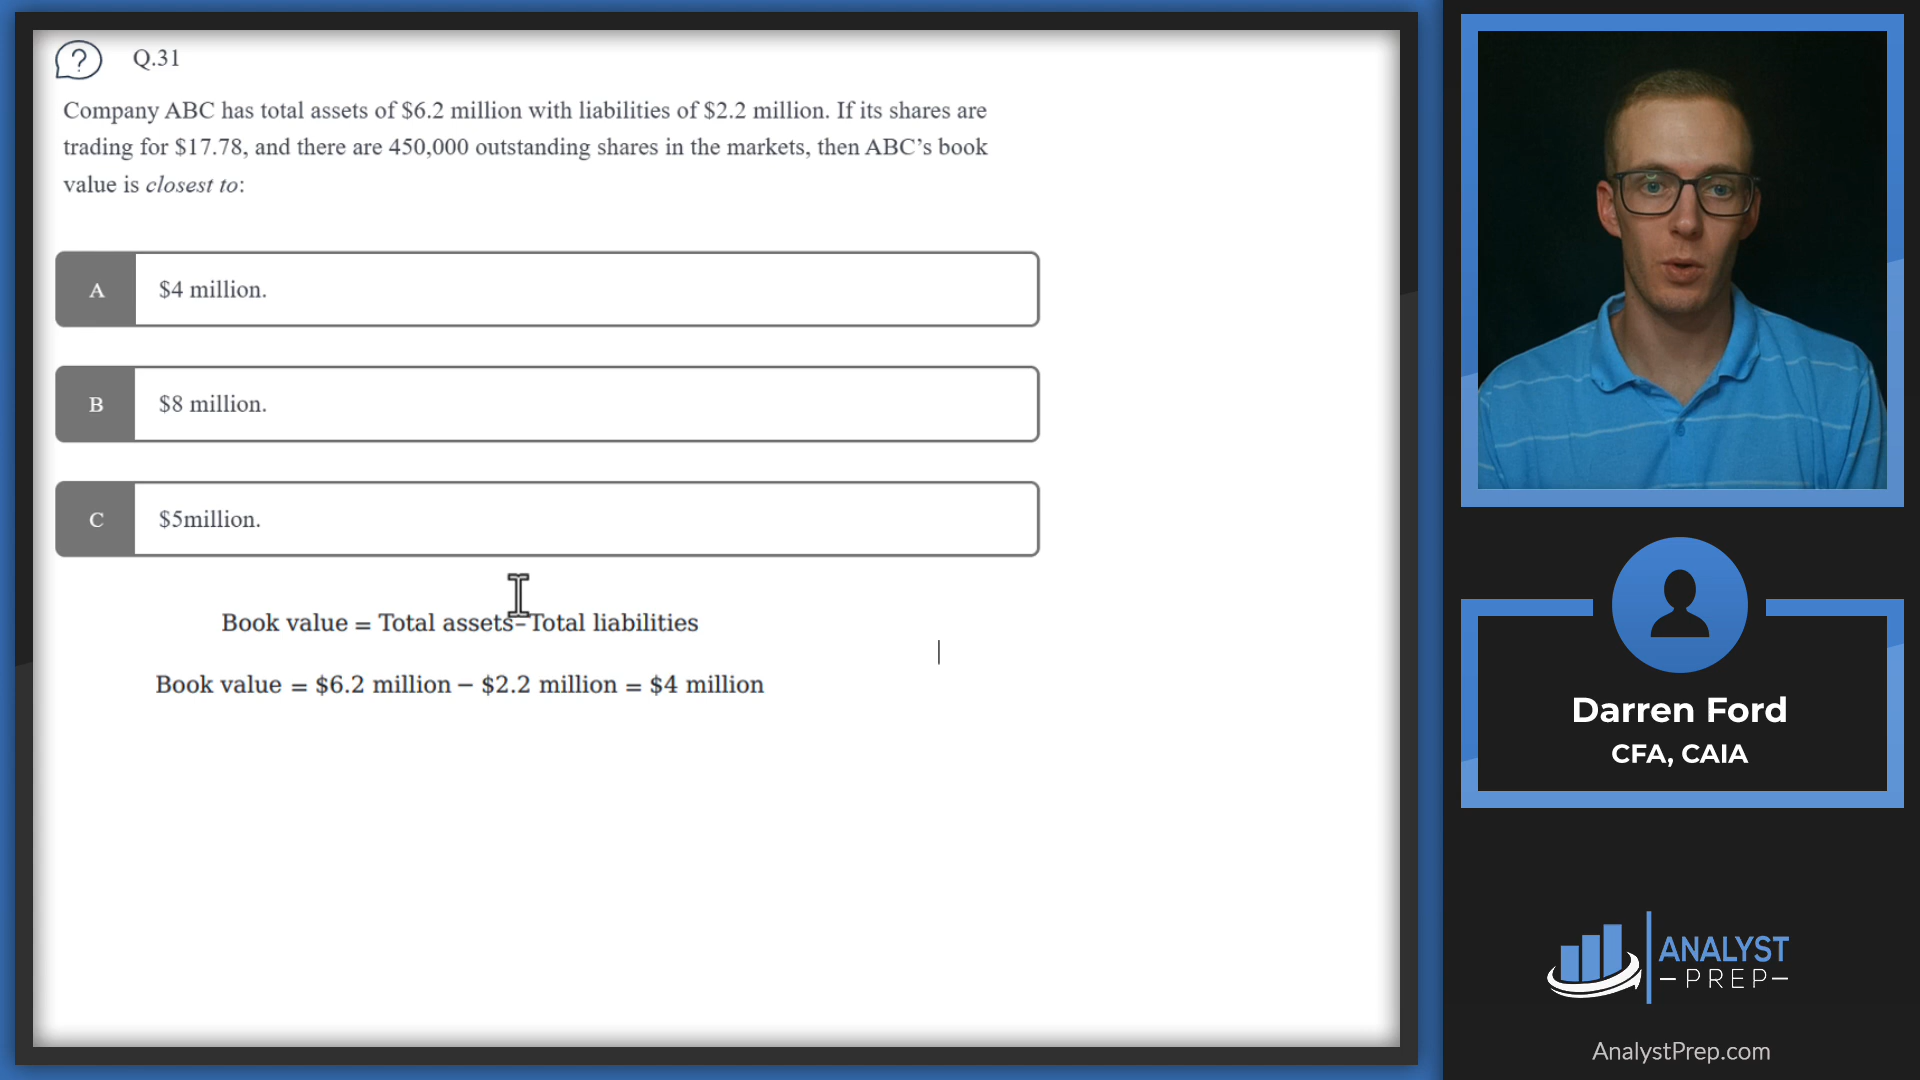 ?
Q.31
Company ABC has total assets of $6.2 million with liabilities of $2.2 million. If its shares are
trading for $17.78, and there are 450,000 outstanding shares in the markets, then ABC’s book
value is closest to:
A
$4 million.
B
$8 million.
C
$5million.
Book value = Total assets–Total liabilities
Book value = $6.2 million − $2.2 million = $4 million
Darren Ford
CFA, CAIA
ANALYST
PREP
AnalystPrep.com